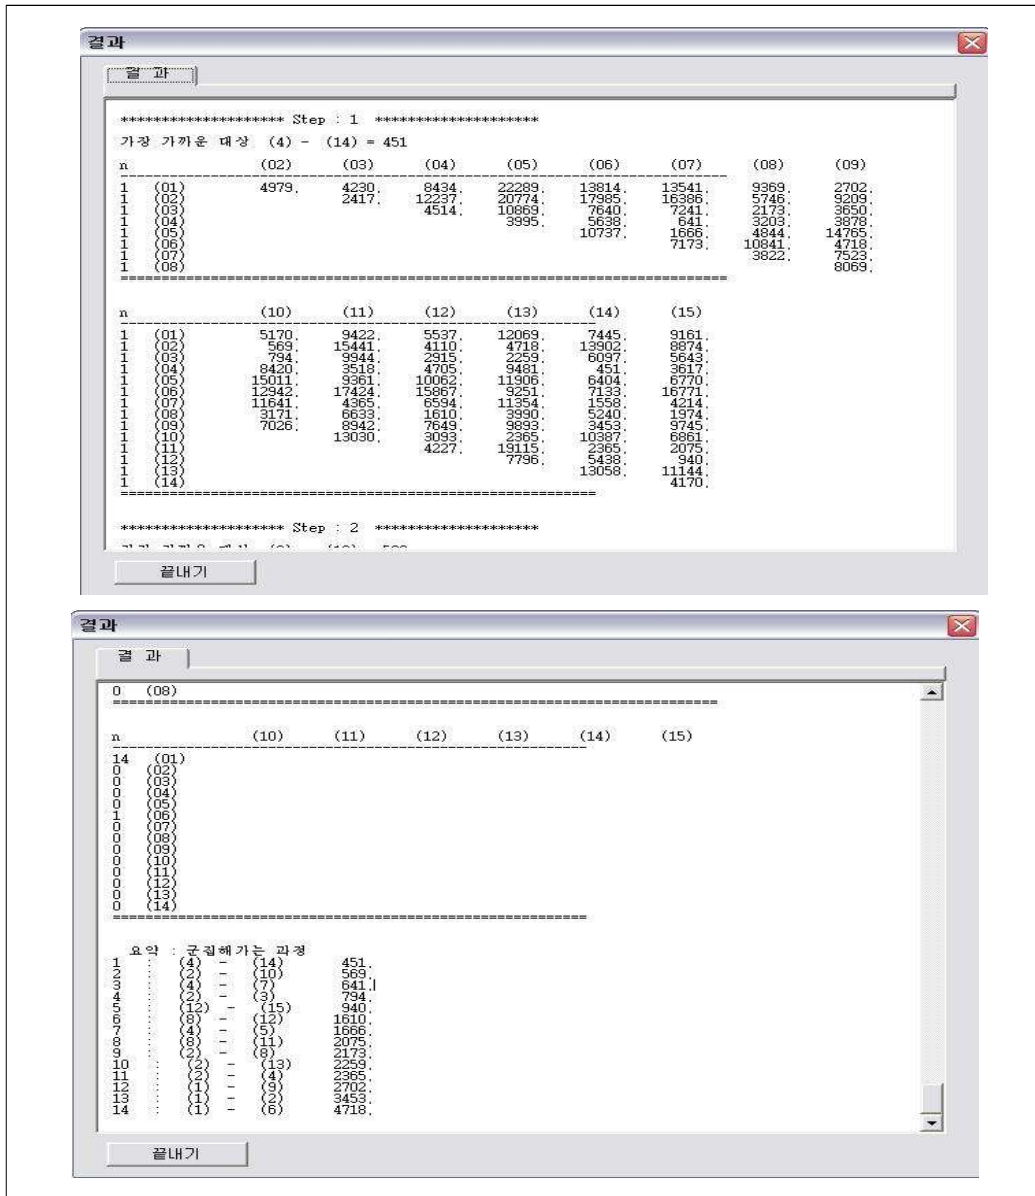 결과
결 과
******************** Step : 1 ********************
가장 가까운 대상 (4) - (14) = 451
n (02) (03) (04) (05) (06) (07) (08) (09)
1 (01) 4979. 4230. 8434. 22289. 13814. 13541. 9369. 2702.
1 (02) 2417. 12237. 20774. 17985. 16386. 5746. 9209.
1 (03) 4514. 10869. 7640. 7241. 2173. 3650.
1 (04) 3995. 5638. 641. 3203. 3878.
1 (05) 10737. 1666. 4844. 14765.
1 (06) 7173. 10841. 4718.
1 (07) 3822. 7523.
1 (08) 8069.
n (10) (11) (12) (13) (14) (15)
1 (01) 5170. 9422. 5537. 12069. 7445. 9161.
1 (02) 569. 15441. 4110. 4718. 13902. 8874.
1 (03) 794. 9944. 2915. 2259. 6097. 5643.
1 (04) 8420. 3518. 4705. 9481. 451. 3617.
1 (05) 15011. 9361. 10062. 11906. 6404. 6770.
1 (06) 12942. 17424. 15867. 9251. 7133. 16771.
1 (07) 11641. 4365. 6594. 11354. 1558. 4214.
1 (08) 3171. 6633. 1610. 3990. 5240. 1974.
1 (09) 7026. 8942. 7649. 9893. 3453. 9745.
1 (10) 13030. 3093. 2365. 10387. 6861.
1 (11) 4227. 19115. 2365. 2075.
1 (12) 7796. 5438. 940.
1 (13) 13058. 11144.
1 (14) 4170.
******************** Step : 2 ********************
끝내기
결과
결 과
0 (08)
n (10) (11) (12) (13) (14) (15)
14 (01)
0 (02)
0 (03)
0 (04)
0 (05)
1 (06)
0 (07)
0 (08)
0 (09)
0 (10)
0 (11)
0 (12)
0 (13)
0 (14)
요약 : 군집해가는 과정
1 : (4) - (14) 451.
2 : (2) - (10) 569.
3 : (4) - (7) 641.
4 : (2) - (3) 794.
5 : (12) - (15) 940.
6 : (8) - (12) 1610.
7 : (4) - (5) 1666.
8 : (8) - (11) 2075.
9 : (2) - (8) 2173.
10 : (2) - (13) 2259.
11 : (2) - (4) 2365.
12 : (1) - (9) 2702.
13 : (1) - (2) 3453.
14 : (1) - (6) 4718.
끝내기